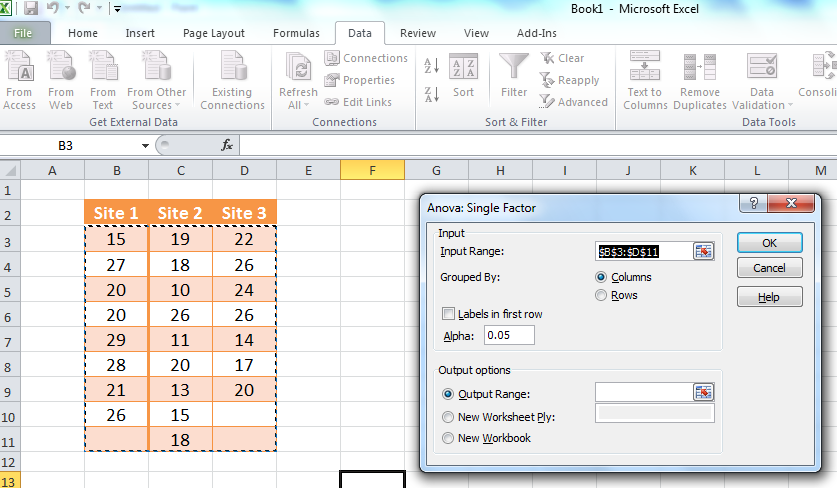 Book1 - Microsoft Excel
File Home Insert Page Layout Formulas Data Review View Add-Ins
From Access
From Web
From Text
From Other Sources
Existing Connections
Get External Data
Refresh All
Connections
Properties
Edit Links
Connections
Sort
Filter
Clear
Reapply
Advanced
Sort & Filter
Text to Columns
Remove Duplicates
Data Validation
Consoli
Data Tools
B3 fx
A B C D E F G H I J K L M
1
2 Site 1 Site 2 Site 3
3 15 19 22
4 27 18 26
5 20 10 24
6 20 26 26
7 29 11 14
8 28 20 17
9 21 13 20
10 26 15
11 18
12
13
Anova: Single Factor
Input
Input Range: $B$3:$D$11
Grouped By: Columns
Rows
Labels in first row
Alpha: 0.05
Output options
Output Range:
New Worksheet Ply:
New Workbook
OK
Cancel
Help